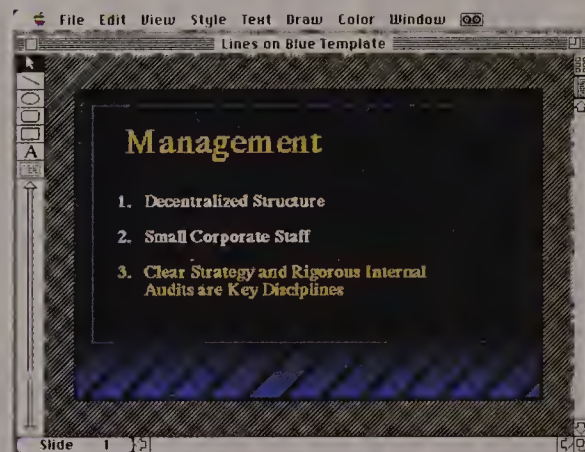 File Edit View Style Text Draw Color Window
Lines on Blue Template
A
Management
1. Decentralized Structure
2. Small Corporate Staff
3. Clear Strategy and Rigorous Internal
Audits are Key Disciplines
Slide 1